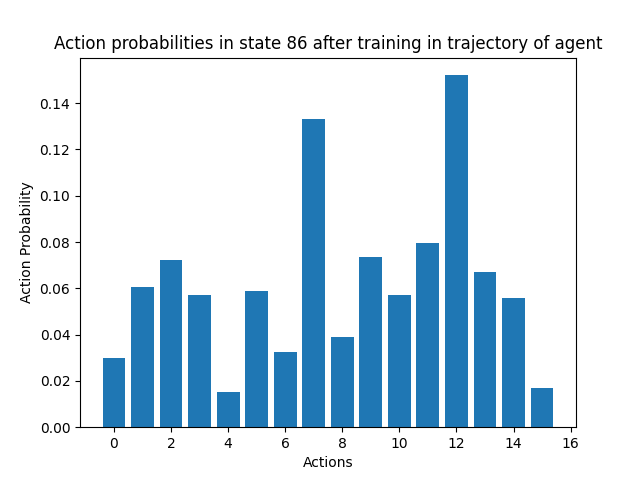 Action probabilities in state 86 after training in trajectory of agent
0.14
0.12
0.10
0.08
0.06
0.04
0.02
0.00
Action Probability
0 2 4 6 8 10 12 14 16
Actions